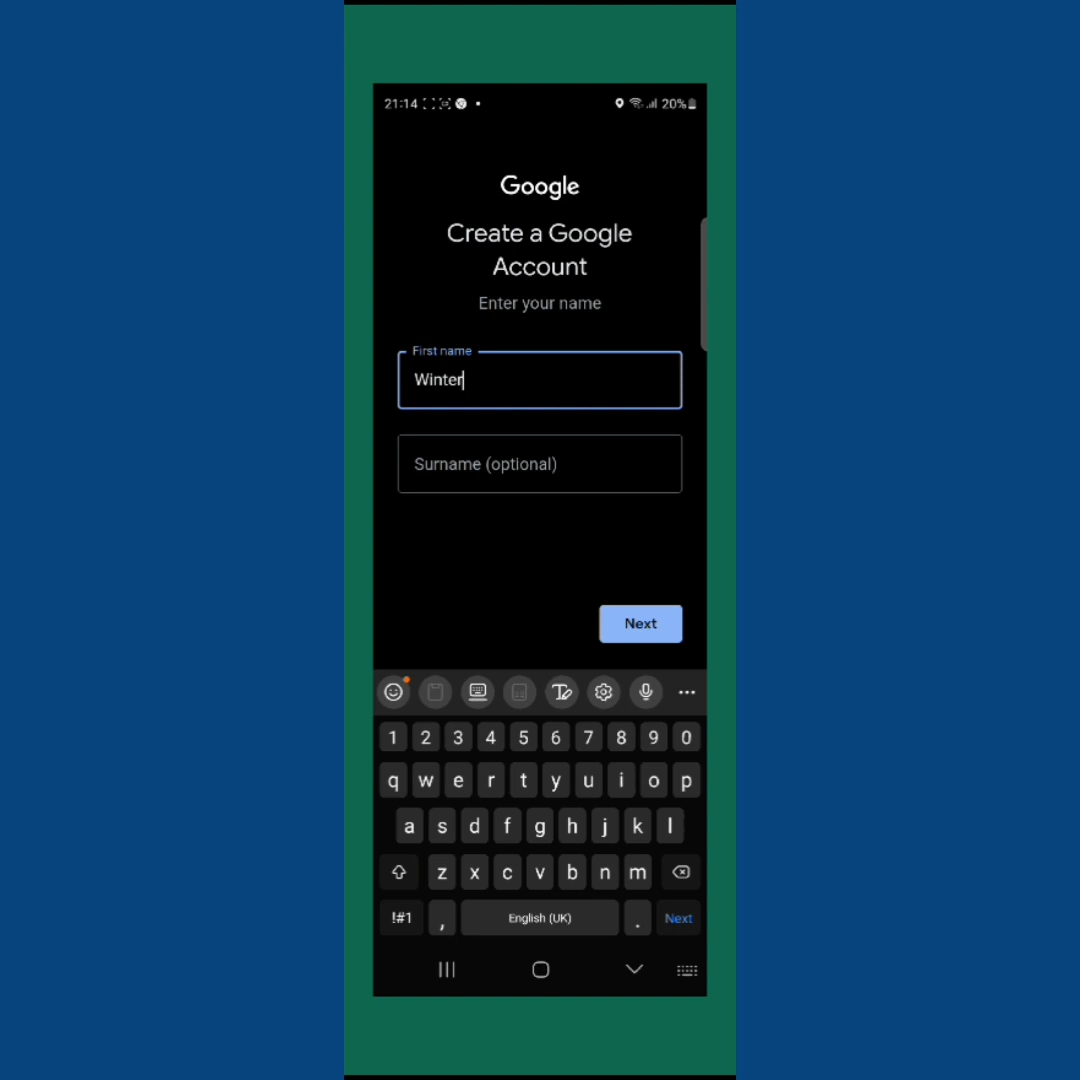 21:14 20%
Google
Create a Google
Account
Enter your name
First name
Winter
Surname (optional)
Next
1 2 3 4 5 6 7 8 9 0
q w e r t y u i o p
a s d f g h j k l
z x c v b n m
!#1 , English (UK) . Next